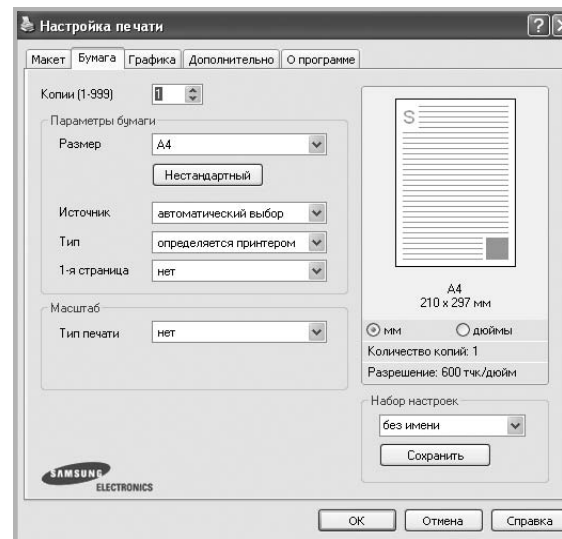 Настройка печати
Макет Бумага Графика Дополнительно О программе
Копии (1-999) 1
Параметры бумаги
Размер A4
Нестандартный
Источник автоматический выбор
Тип определяется принтером
1-я страница нет
Масштаб
Тип печати нет
S
A4
210 x 297 мм
мм дюймы
Количество копий: 1
Разрешение: 600 тчк/дюйм
Набор настроек
без имени
Сохранить
SAMSUNG
ELECTRONICS
OK Отмена Справка